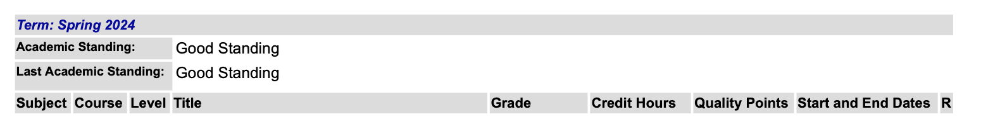 Term: Spring 2024
Academic Standing: Good Standing
Last Academic Standing: Good Standing
Subject Course Level Title Grade Credit Hours Quality Points Start and End Dates R